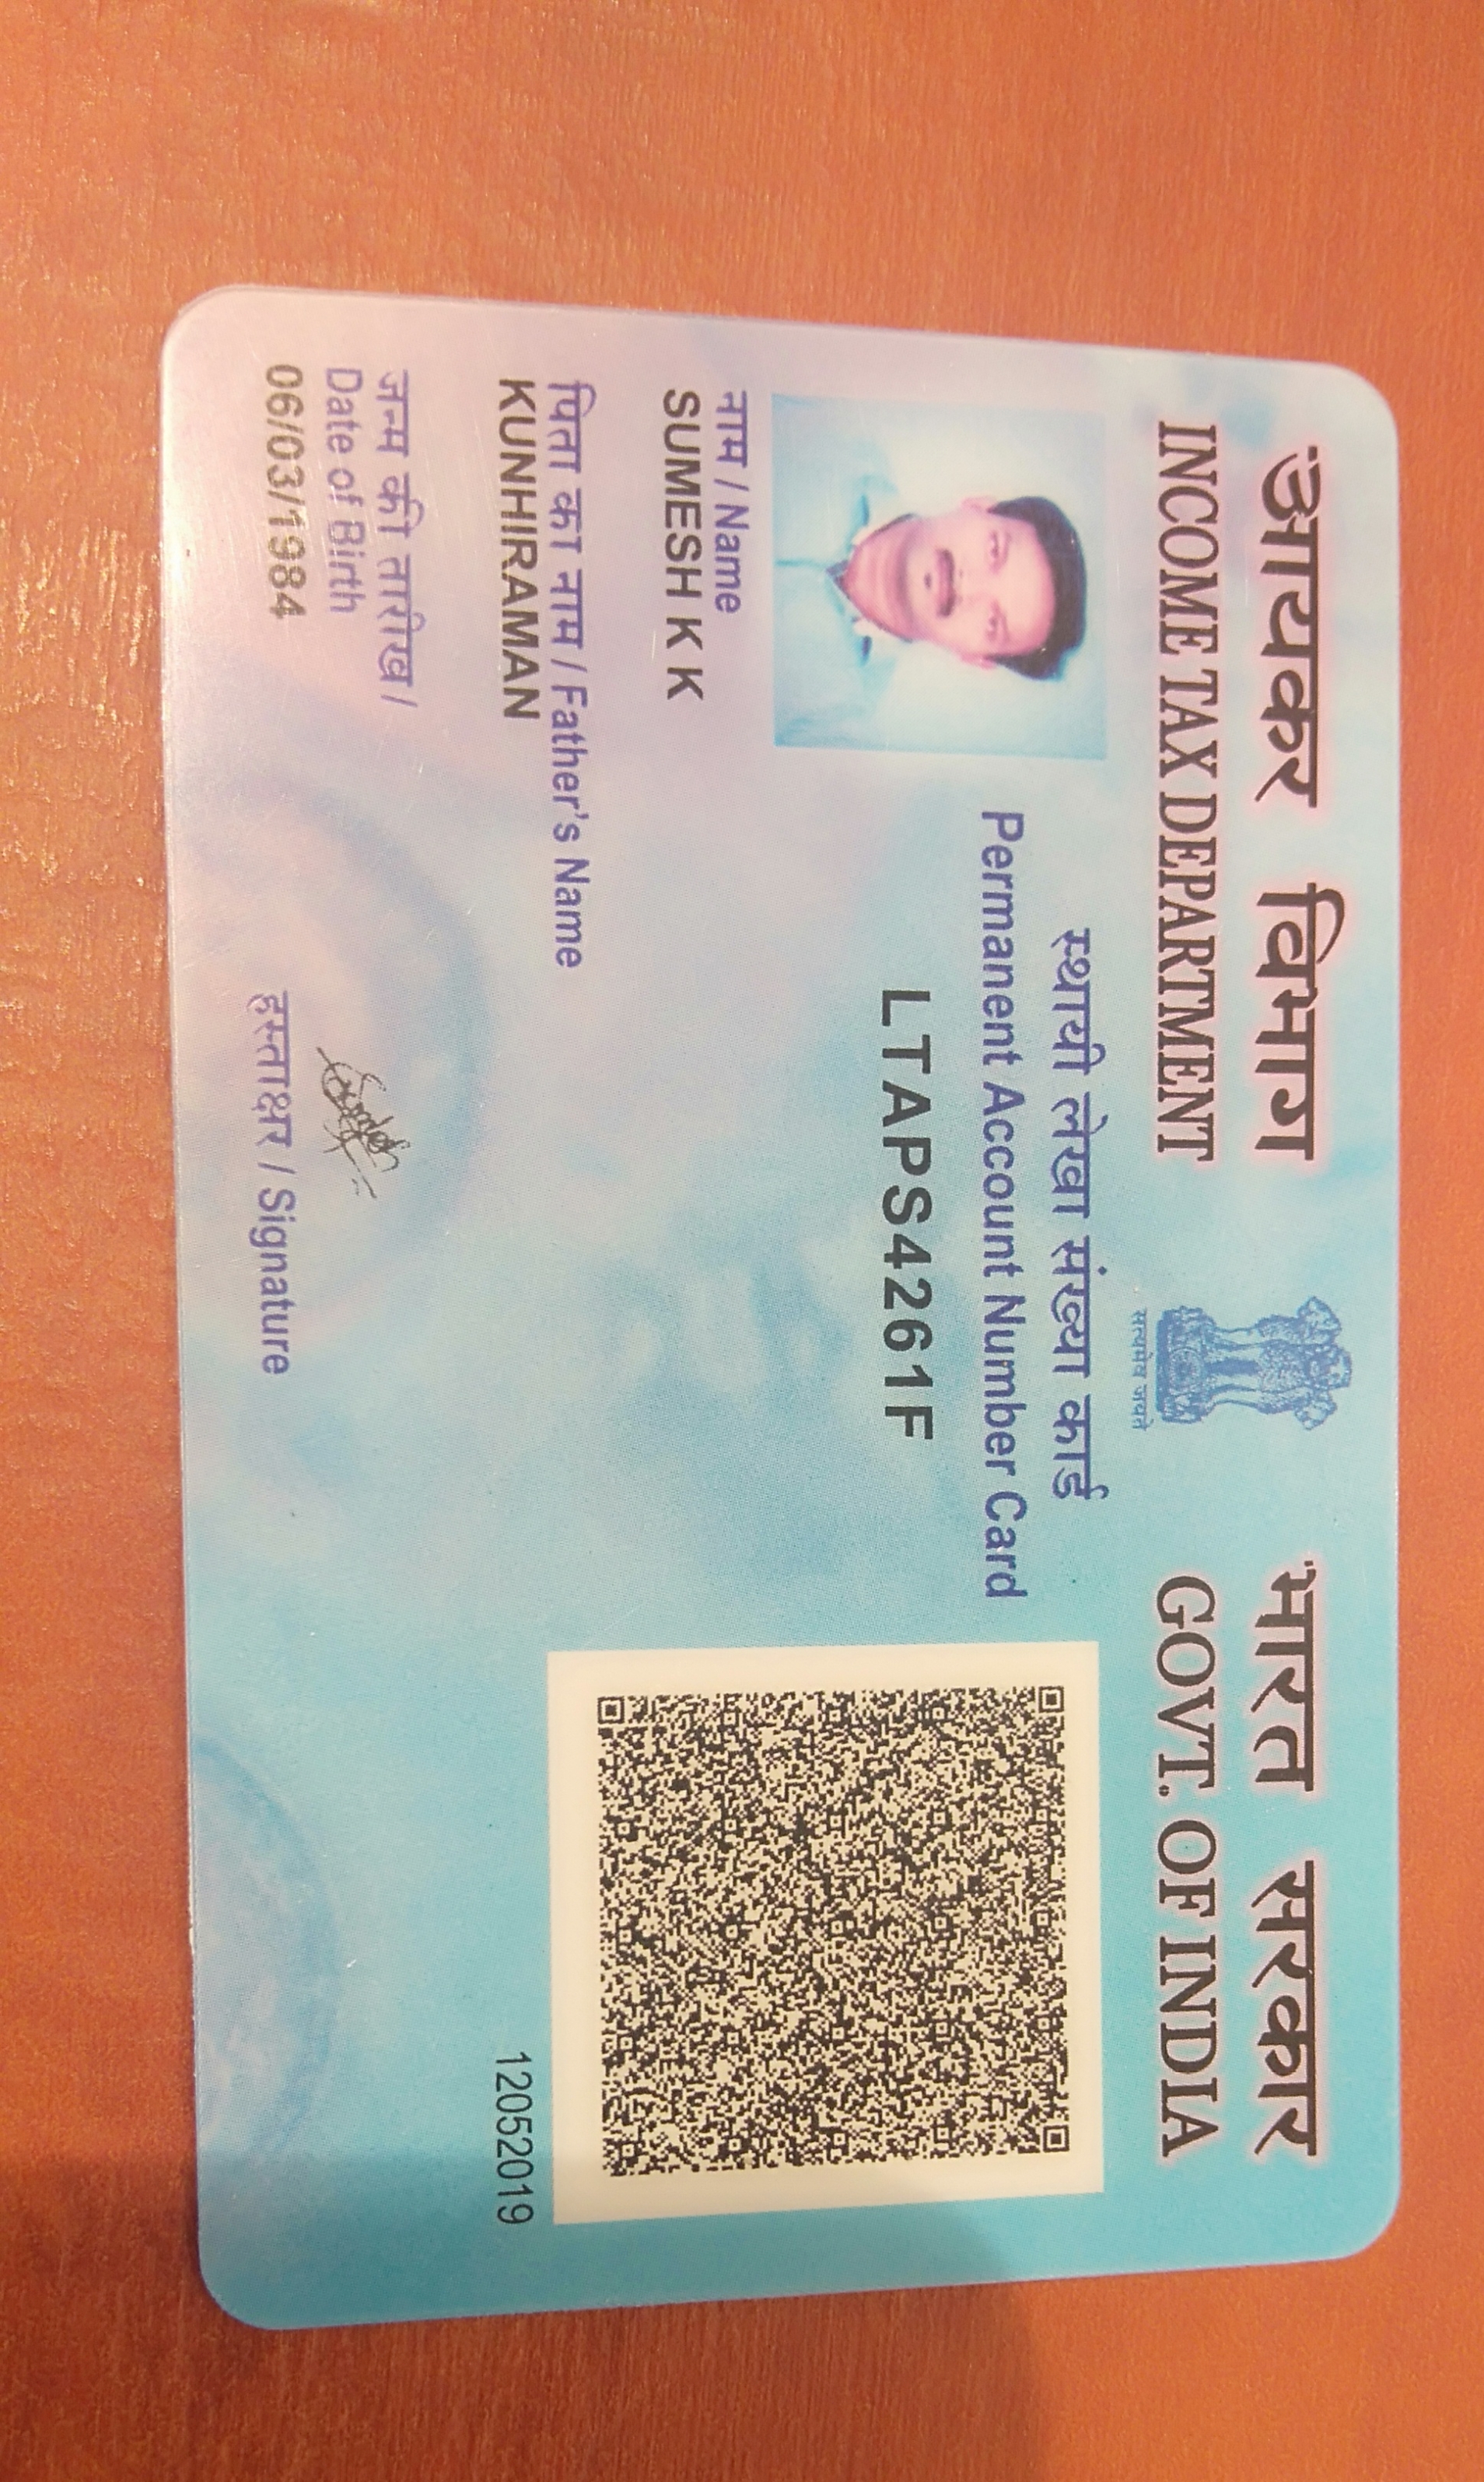 आयकर विभाग
INCOME TAX DEPARTMENT
सत्यमेव जयते
भारत सरकार
GOVT. OF INDIA
स्थायी लेखा संख्या कार्ड
Permanent Account Number Card
LTAPS4261F
नाम / Name
SUMESH K K
पिता का नाम / Father's Name
KUNHIRAMAN
जन्म की तारीख /
Date of Birth
06/03/1984
हस्ताक्षर / Signature
12052019